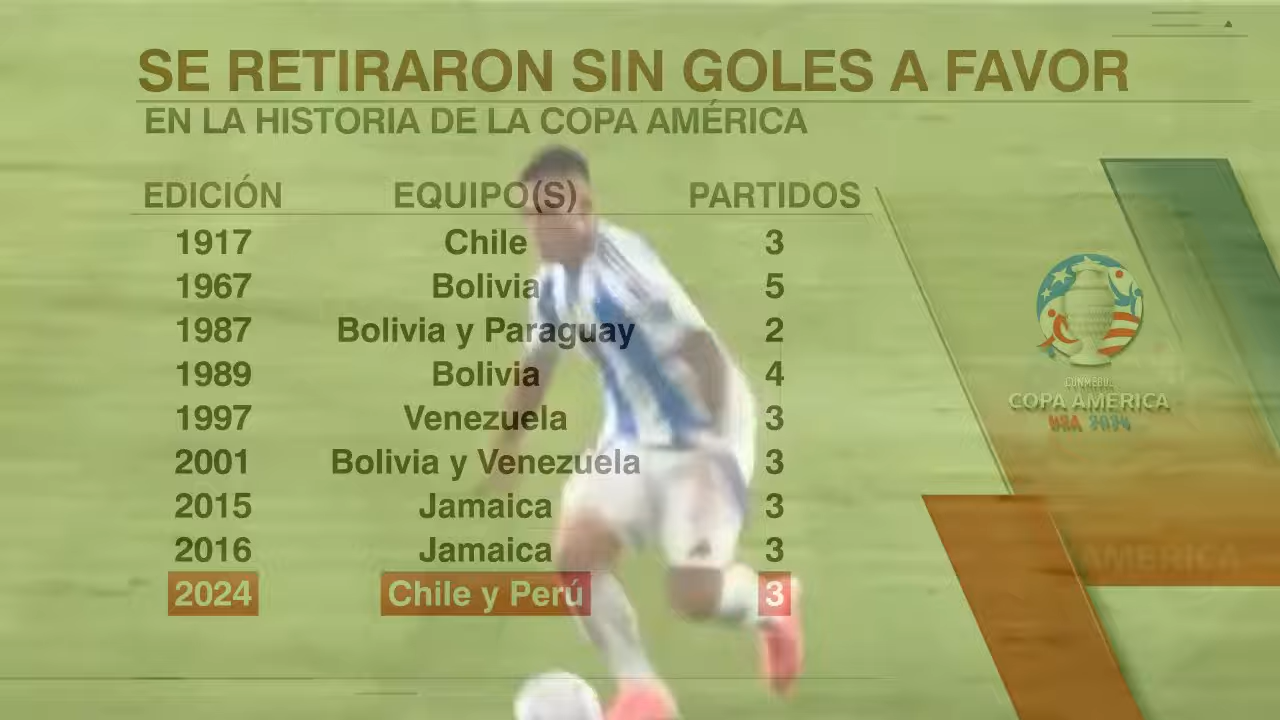 SE RETIRARON SIN GOLES A FAVOR
EN LA HISTORIA DE LA COPA AMÉRICA
EDICIÓN EQUIPO(S) PARTIDOS
1917 Chile 3
1967 Bolivia 5
1987 Bolivia y Paraguay 2
1989 Bolivia 4
1997 Venezuela 3
2001 Bolivia y Venezuela 3
2015 Jamaica 3
2016 Jamaica 3
2024 Chile y Perú 3
CONMEBOL
COPA AMÉRICA
USA 2024
AMÉRICA